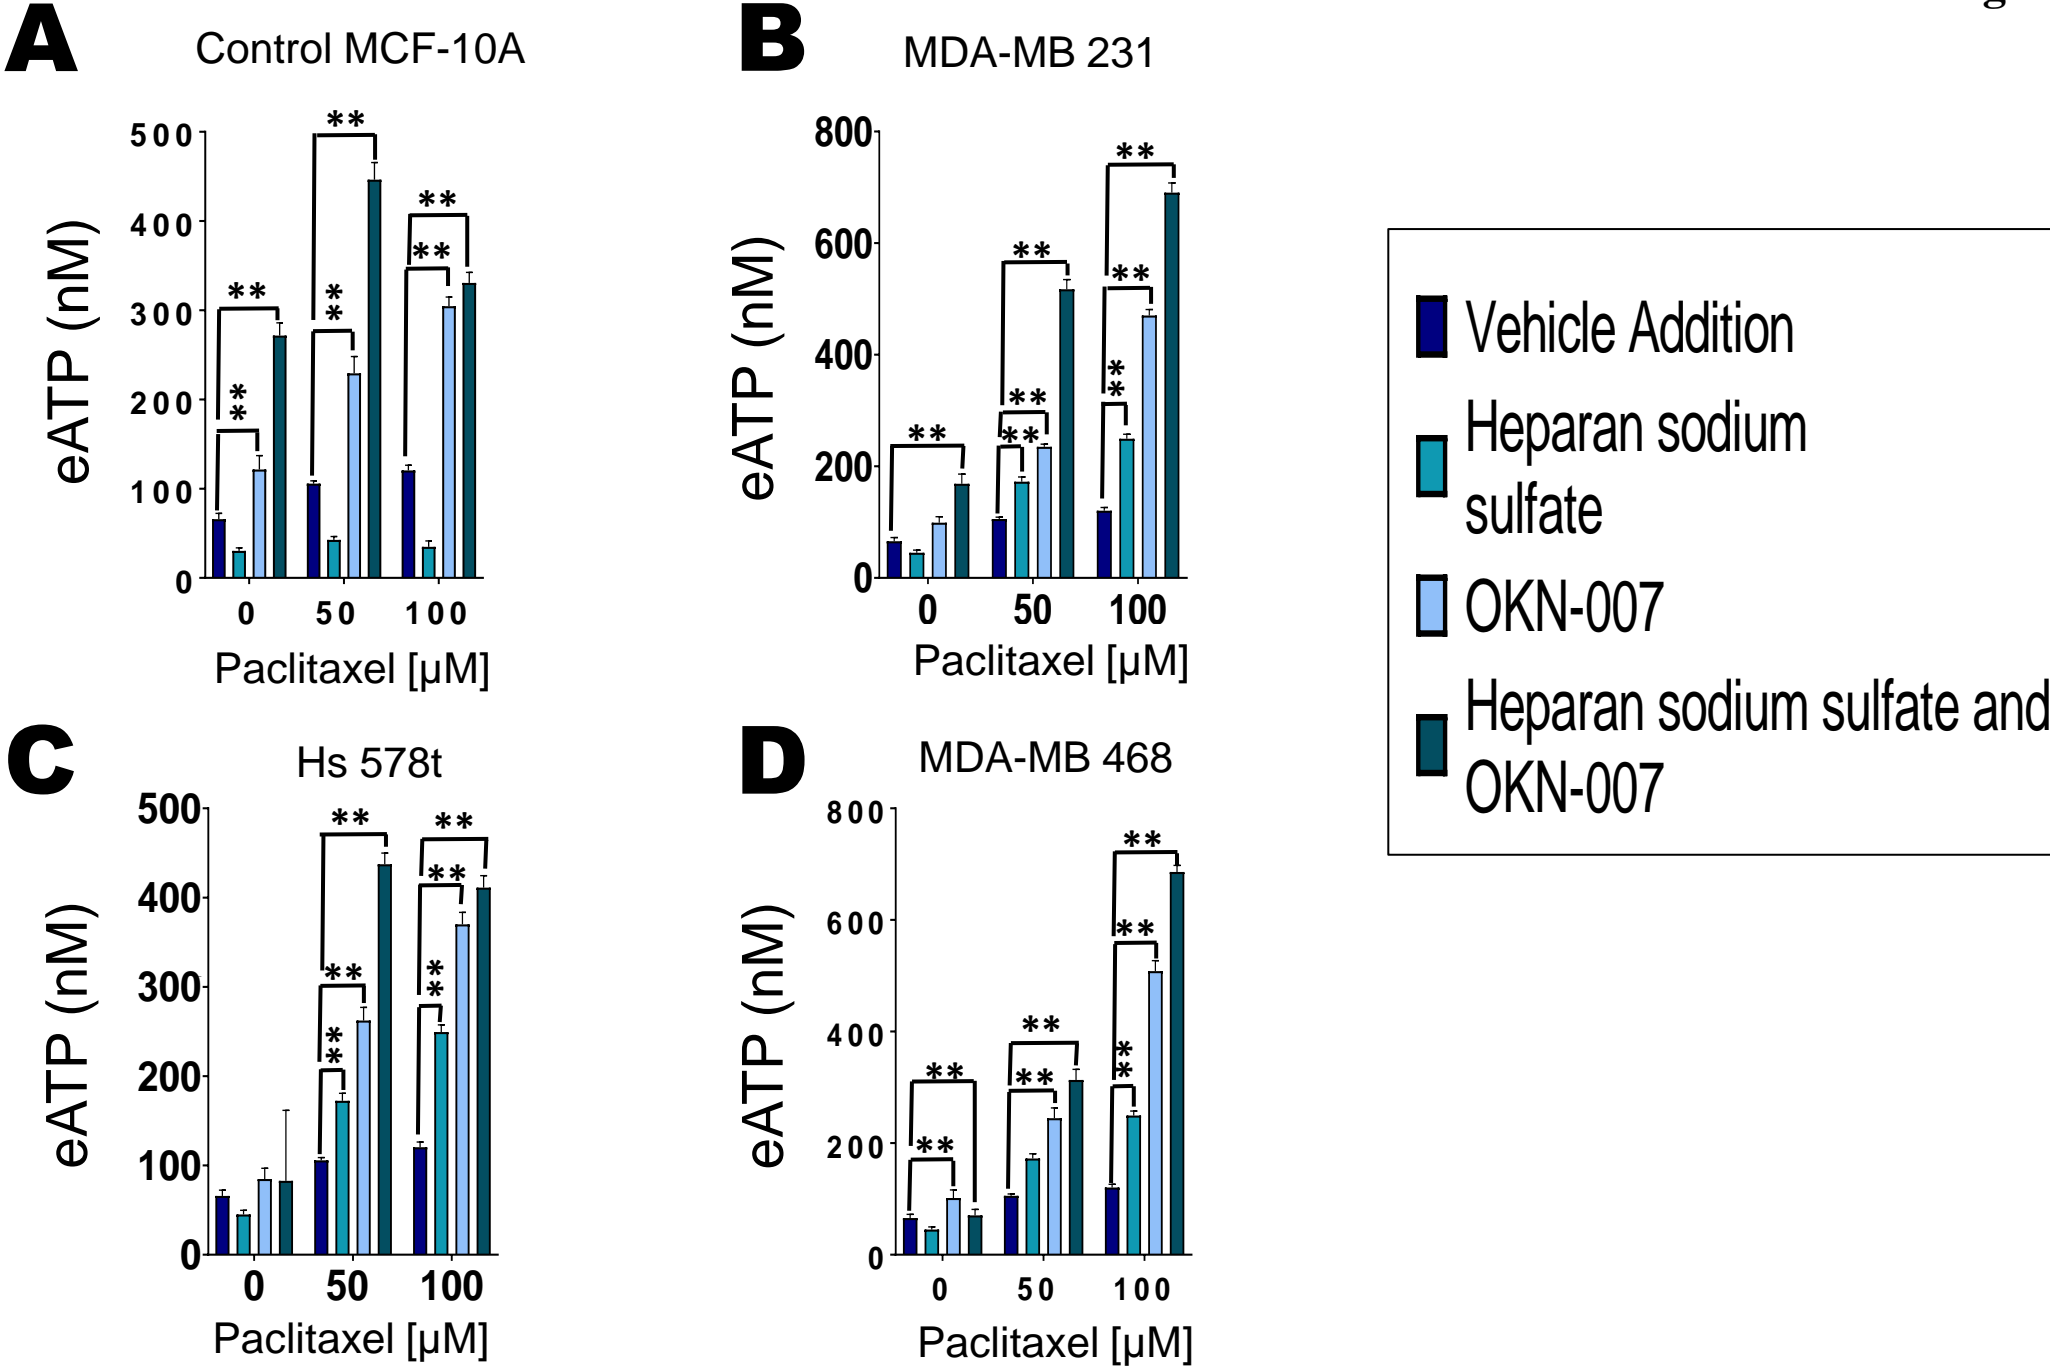 g
A
Control MCF-10A
**
500
400
300
200
100
0
**
**
**
**
**
**
eATP (nM)
0 50 100
Paclitaxel [µM]
B
MDA-MB 231
800
600
400
200
0
**
**
**
**
**
**
**
eATP (nM)
0 50 100
Paclitaxel [µM]
Vehicle Addition
Heparan sodium
sulfate
OKN-007
Heparan sodium sulfate and
OKN-007
C
Hs 578t
500
400
300
200
100
0
**
**
**
**
**
**
eATP (nM)
0 50 100
Paclitaxel [µM]
D
MDA-MB 468
800
600
400
200
0
**
**
**
**
**
**
**
eATP (nM)
0 50 100
Paclitaxel [µM]